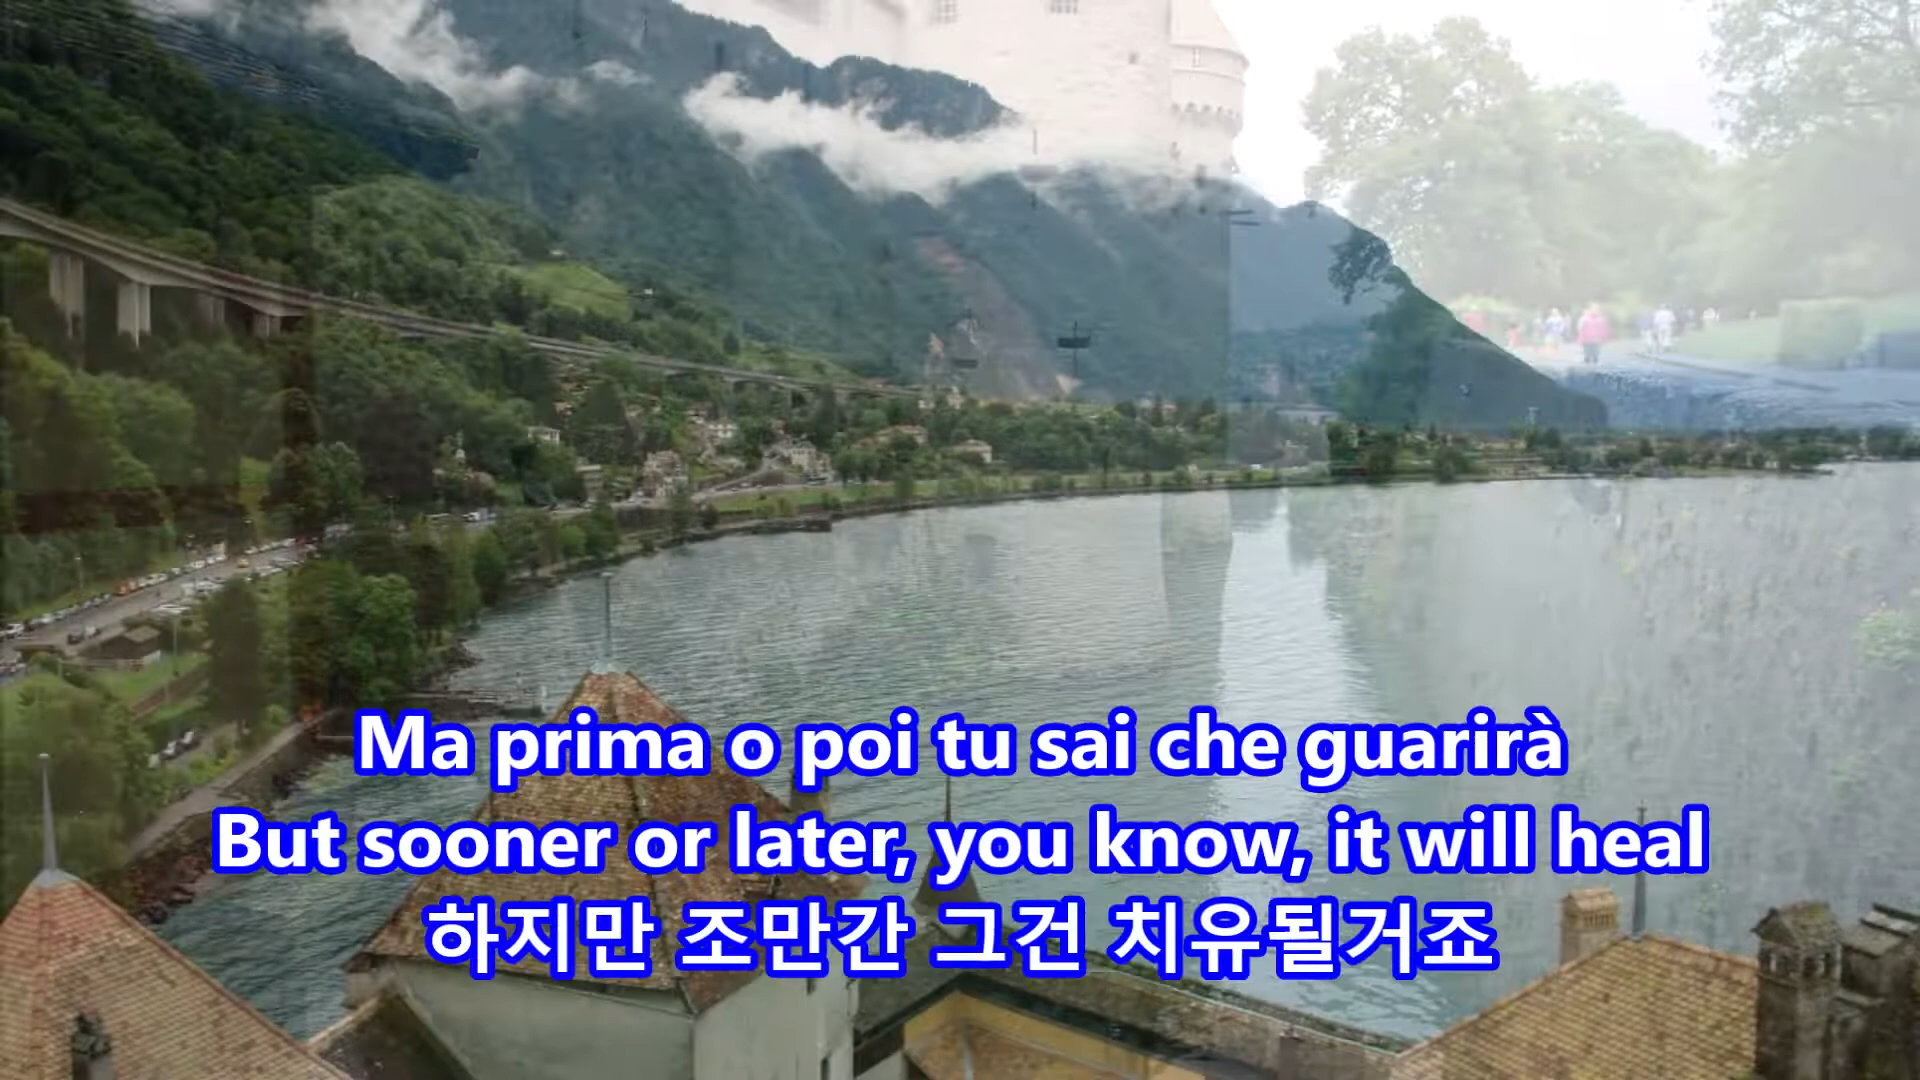 Ma prima o poi tu sai che guarirà
But sooner or later, you know, it will heal
하지만 조만간 그건 치유될거죠